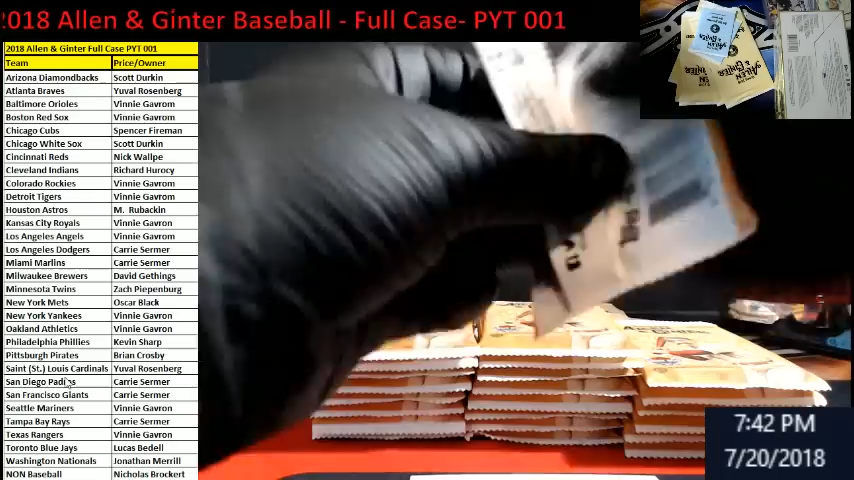 2018 Allen & Ginter Baseball - Full Case- PYT 001
2018 Allen & Ginter Full Case PYT 001
Team Price/Owner
Arizona Diamondbacks Scott Durkin
Atlanta Braves Yuval Rosenberg
Baltimore Orioles Vinnie Gavrom
Boston Red Sox Vinnie Gavrom
Chicago Cubs Spencer Fireman
Chicago White Sox Scott Durkin
Cincinnati Reds Nick Wallpe
Cleveland Indians Richard Hurocy
Colorado Rockies Vinnie Gavrom
Detroit Tigers Vinnie Gavrom
Houston Astros M. Rubackin
Kansas City Royals Vinnie Gavron
Los Angeles Angels Vinnie Gavrom
Los Angeles Dodgers Carrie Sermer
Miami Marlins Carrie Sermer
Milwaukee Brewers David Gethings
Minnesota Twins Zach Piepenburg
New York Mets Oscar Black
New York Yankees Vinnie Gavron
Oakland Athletics Vinnie Gavron
Philadelphia Phillies Kevin Sharp
Pittsburgh Pirates Brian Crosby
Saint (St.) Louis Cardinals Yuval Rosenberg
San Diego Padres Carrie Sermer
San Francisco Giants Carrie Sermer
Seattle Mariners Vinnie Gavron
Tampa Bay Rays Carrie Sermer
Texas Rangers Vinnie Gavron
Toronto Blue Jays Lucas Bedell
Washington Nationals Jonathan Merrill
NON Baseball Nicholas Brockert
Allen & Ginter
7:42 PM
7/20/2018